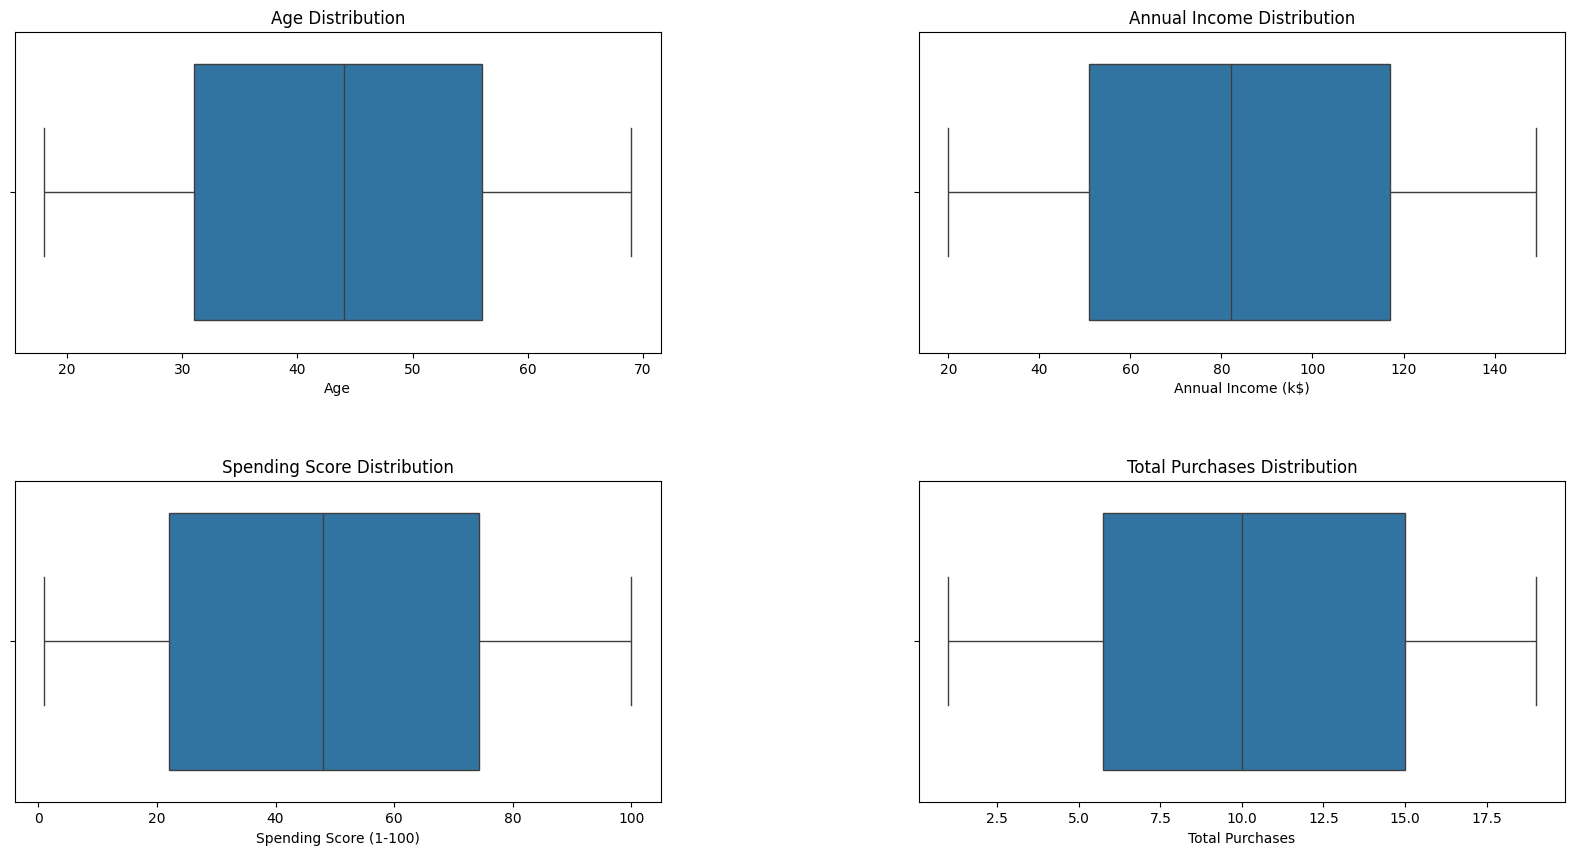 Age Distribution
20 30 40 50 60 70
Age
Annual Income Distribution
20 40 60 80 100 120 140
Annual Income (k$)
Spending Score Distribution
0 20 40 60 80 100
Spending Score (1-100)
Total Purchases Distribution
2.5 5.0 7.5 10.0 12.5 15.0 17.5
Total Purchases